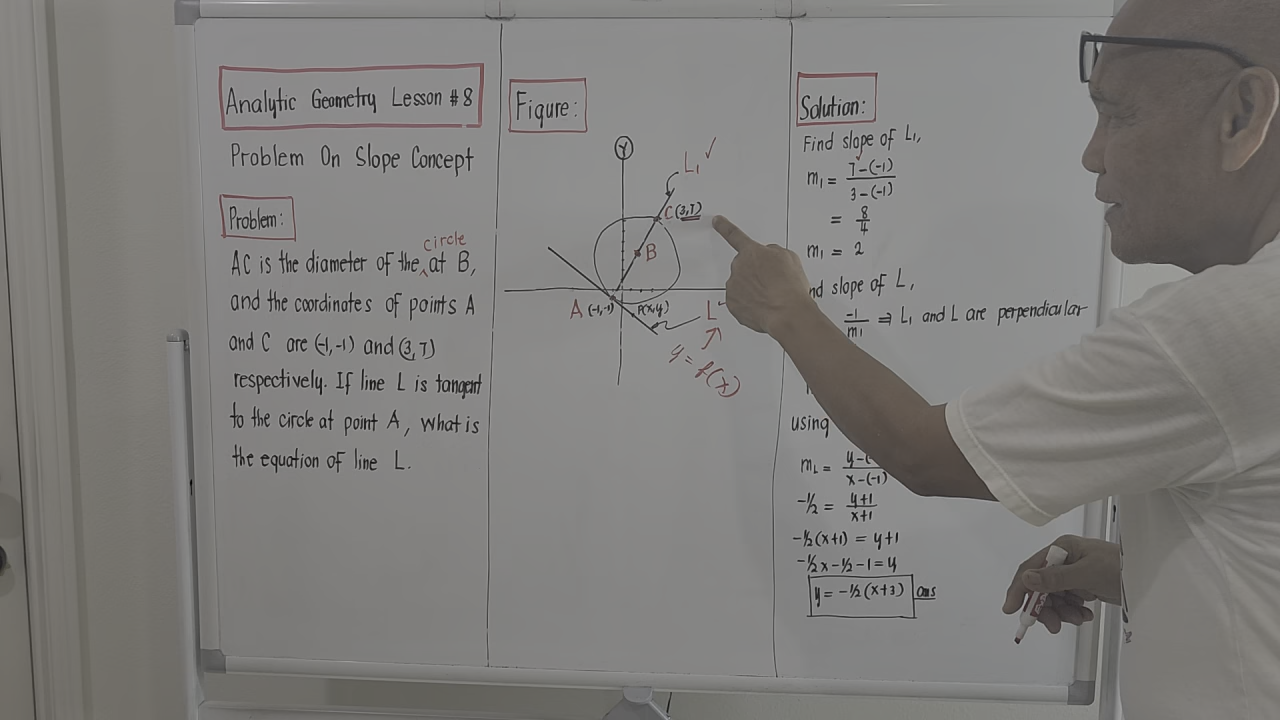 Analytic Geometry Lesson #8
Problem On Slope Concept
Problem:
circle
AC is the diameter of the ^ at B,
and the coordinates of points A
and C are (-1,-1) and (3,7)
respectively. If line L is tangent
to the circle at point A, what is
the equation of line L.
Figure:
Y
L₁ ✓
C (3,7)
B
A (-1,-1)
P(x,y)
L
y = f(x)
Solution:
Find slope of L₁,
m₁ = 7-(-1)
3-(-1)
= 8
4
m₁ = 2
slope of L,
-1
m₁
⇒ L₁ and L are perpendicular
using
m_L = y-(
x-(-1)
-½ = y+1
x+1
-½(x+1) = y+1
-½x-½-1=y
y = -½(x+3) ans